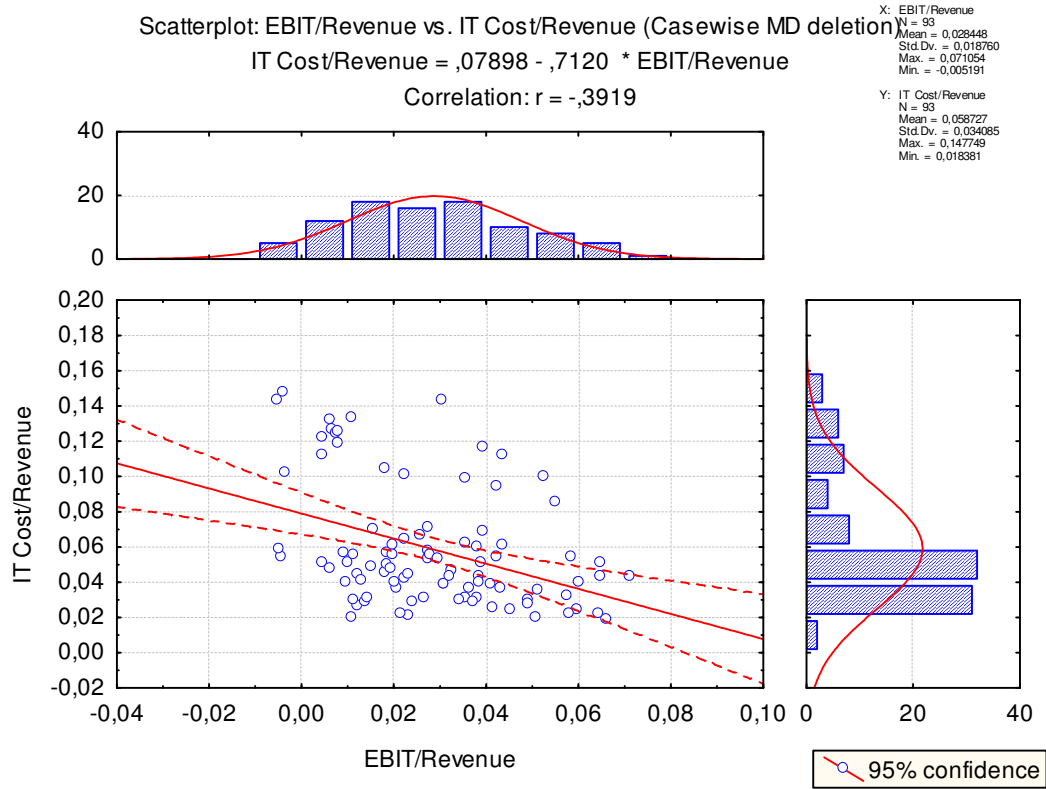 Scatterplot: EBIT/Revenue vs. IT Cost/Revenue (Casewise MD deletion)
IT Cost/Revenue = ,07898 - ,7120 * EBIT/Revenue
Correlation: r = -,3919
X: EBIT/Revenue
N = 93
Mean = 0,028448
Std.Dv. = 0,018760
Max. = 0,071054
Min. = -0,005191
Y: IT Cost/Revenue
N = 93
Mean = 0,058727
Std.Dv. = 0,034085
Max. = 0,147749
Min. = 0,018381
40
20
0
0,20
0,18
0,16
0,14
0,12
0,10
0,08
0,06
0,04
0,02
0,00
-0,02
IT Cost/Revenue
-0,04 -0,02 0,00 0,02 0,04 0,06 0,08 0,10
0 20 40
EBIT/Revenue
95% confidence